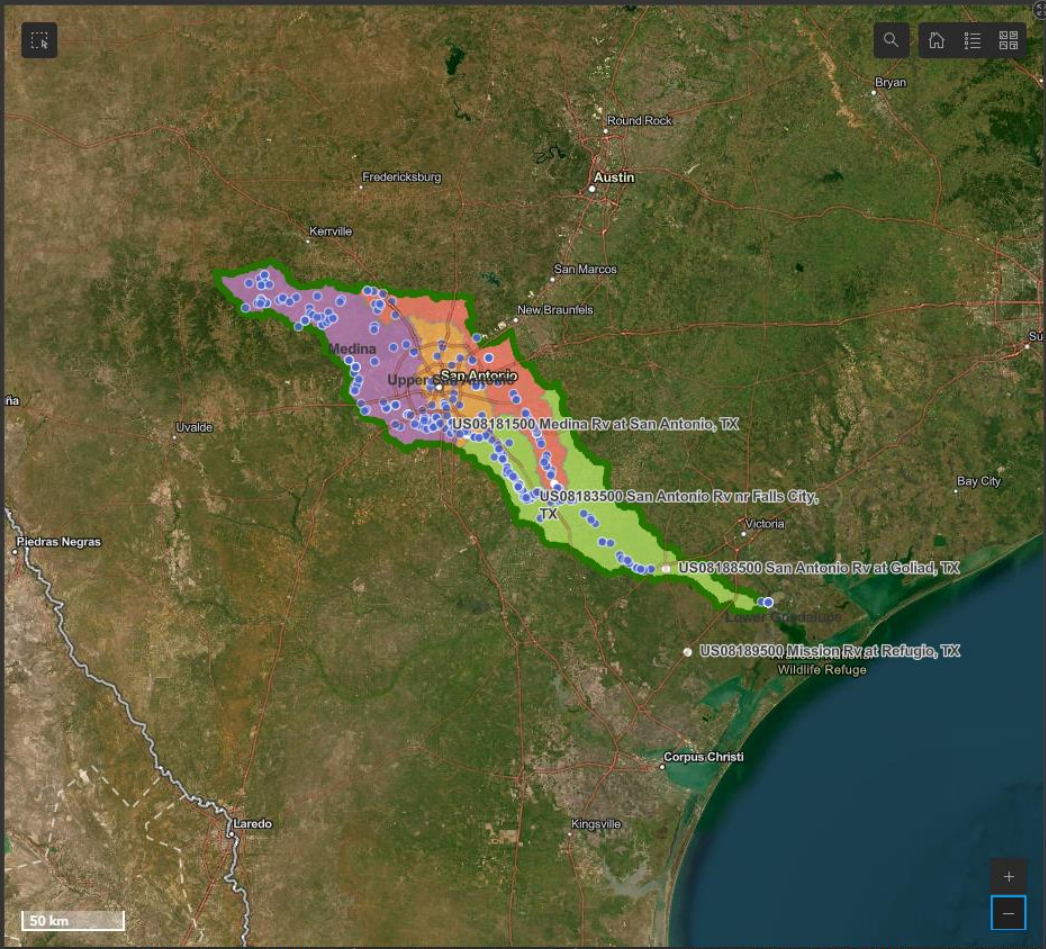 Bryan
Round Rock
Fredericksburg
Austin
Kerrville
San Marcos
New Braunfels
Su
Medina
San Antonio
Upper San Antonio
ña
Uvalde
US08181500 Medina Rv at San Antonio, TX
Bay City
US08183500 San Antonio Rv nr Falls City,
TX
Victoria
Piedras Negras
US08188500 San Antonio Rv at Goliad, TX
Lower Guadalupe
US08189500 Mission Rv at Refugio, TX
Wildlife Refuge
Corpus Christi
Laredo
Kingsville
50 km
+
−